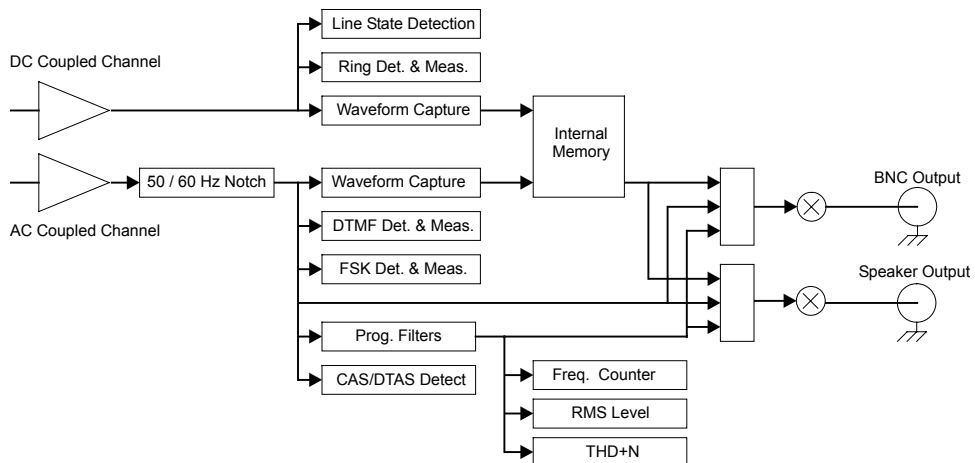 Line State Detection
DC Coupled Channel
Ring Det. & Meas.
Waveform Capture
Internal
Memory
50 / 60 Hz Notch
Waveform Capture
BNC Output
AC Coupled Channel
DTMF Det. & Meas.
FSK Det. & Meas.
Speaker Output
Prog. Filters
CAS/DTAS Detect
Freq. Counter
RMS Level
THD+N